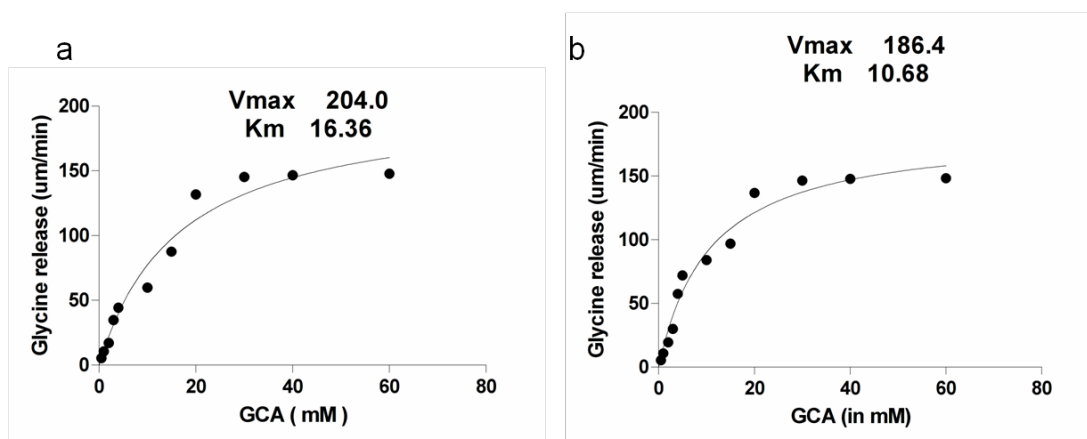 a
Vmax 204.0
Km 16.36
Glycine release (um/min)
200
150
100
50
0
0 20 40 60 80
GCA ( mM )
b
Vmax 186.4
Km 10.68
Glycine release (um/min)
200
150
100
50
0
0 20 40 60 80
GCA (in mM)